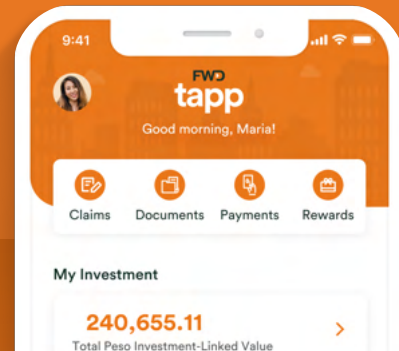 9:41
FWD
tapp
Good morning, Maria!
Claims Documents Payments Rewards
My Investment
240,655.11
Total Peso Investment-Linked Value